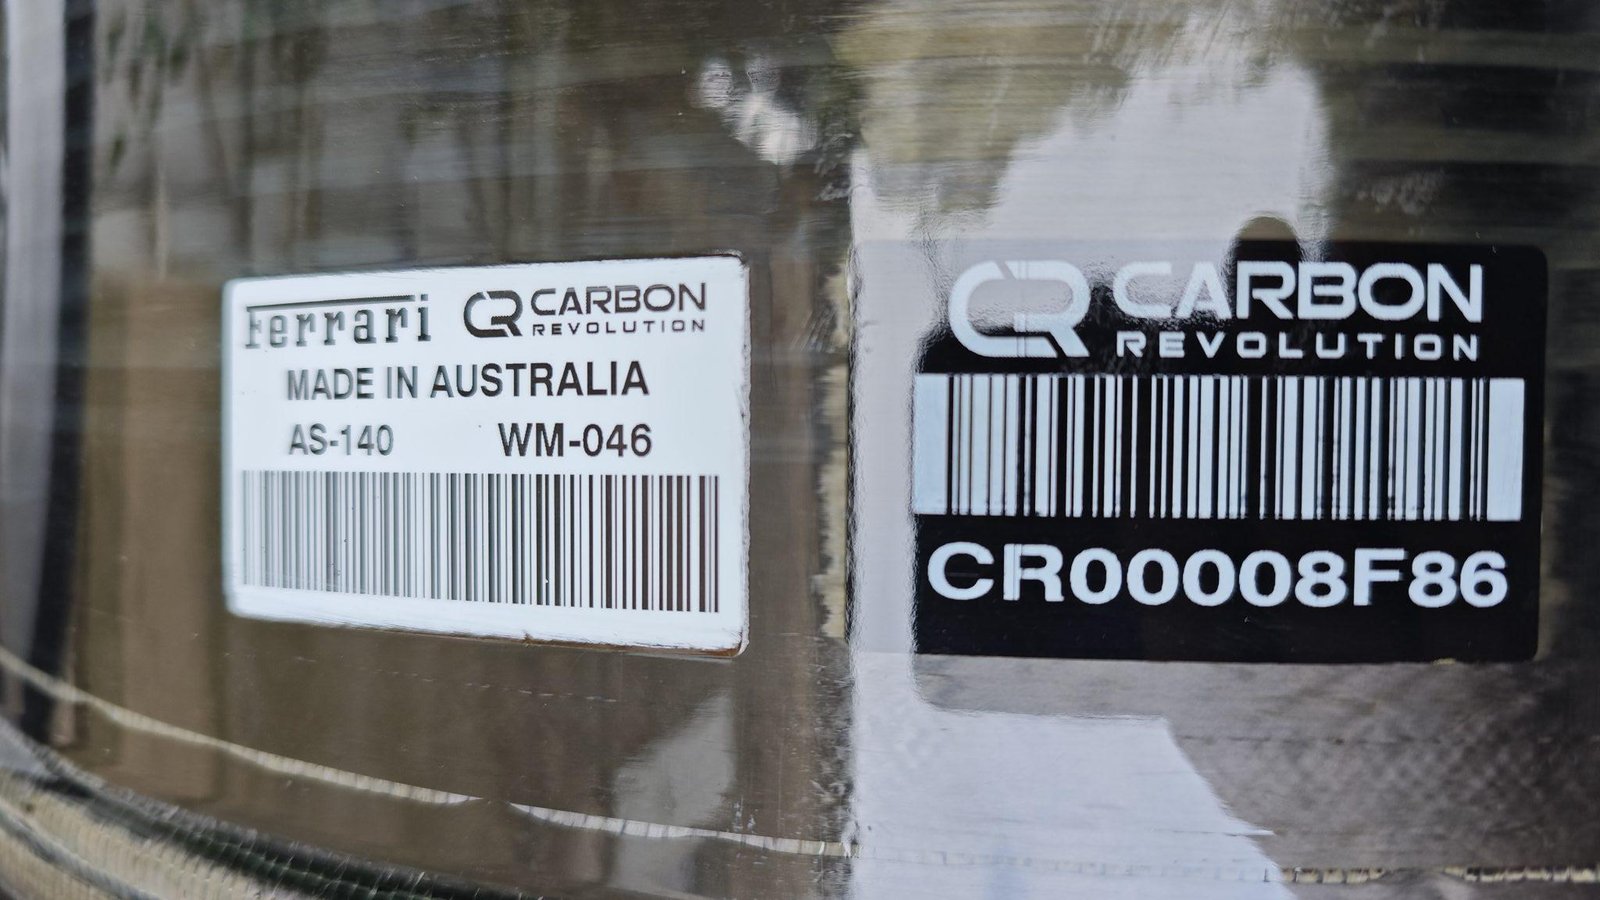 Ferrari CR CARBON REVOLUTION
MADE IN AUSTRALIA
AS-140 WM-046
CR CARBON REVOLUTION
CR00008F86